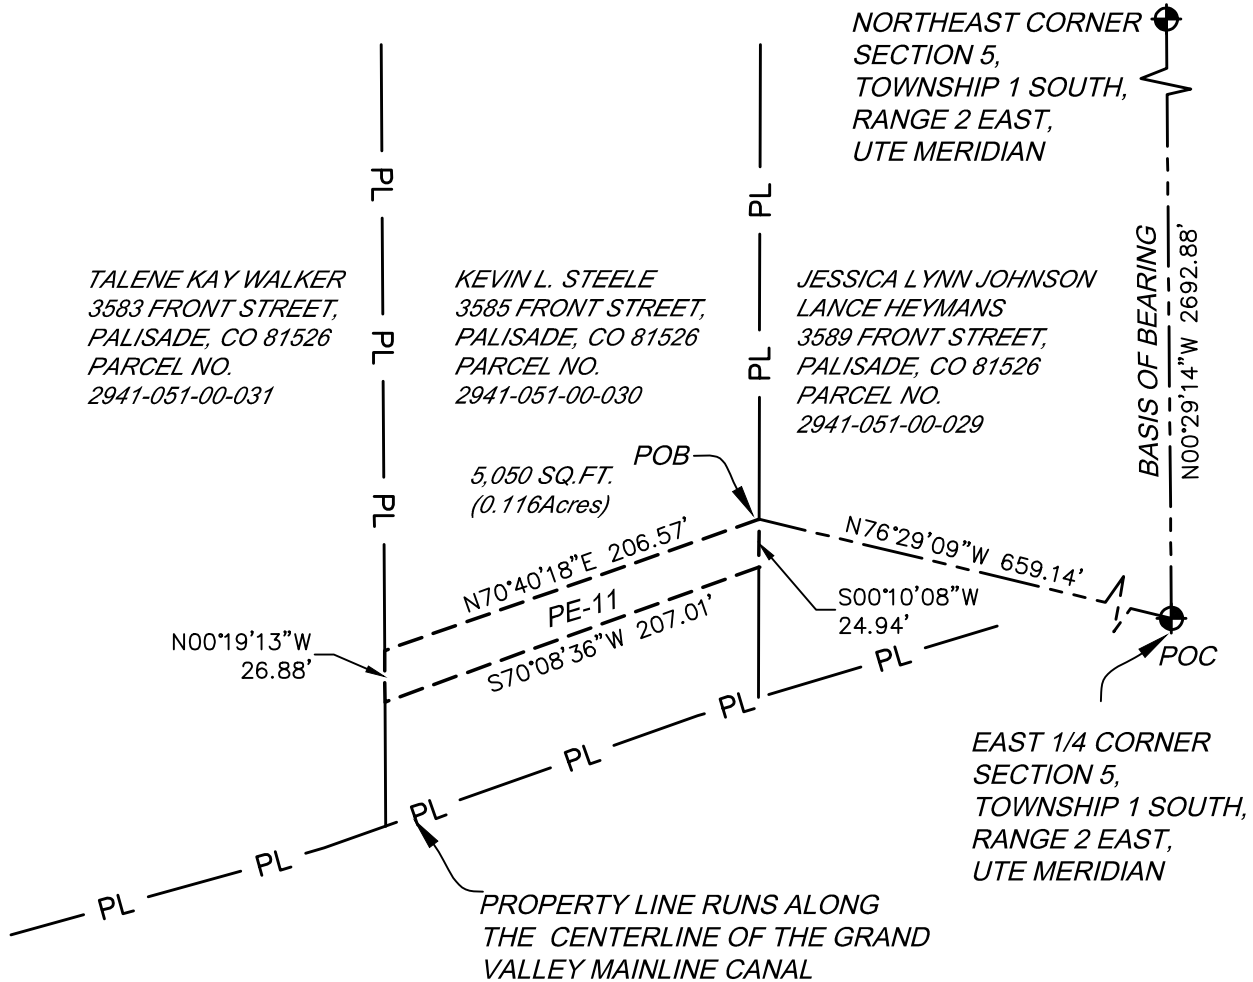 NORTHEAST CORNER
SECTION 5,
TOWNSHIP 1 SOUTH,
RANGE 2 EAST,
UTE MERIDIAN
PL
PL
BASIS OF BEARING
N00°29'14"W 2692.88'
TALENE KAY WALKER
3583 FRONT STREET,
PALISADE, CO 81526
PARCEL NO.
2941-051-00-031
PL
KEVIN L. STEELE
3585 FRONT STREET,
PALISADE, CO 81526
PARCEL NO.
2941-051-00-030
PL
JESSICA LYNN JOHNSON
LANCE HEYMANS
3589 FRONT STREET,
PALISADE, CO 81526
PARCEL NO.
2941-051-00-029
POB
5,050 SQ.FT.
(0.116Acres)
PL
N70°40'18"E 206.57'
N76°29'09"W 659.14'
PE-11
S00°10'08"W
24.94'
S70°08'36"W 207.01'
N00°19'13"W
26.88'
POC
PL
PL
PL
PL
PL
PL
EAST 1/4 CORNER
SECTION 5,
TOWNSHIP 1 SOUTH,
RANGE 2 EAST,
UTE MERIDIAN
PROPERTY LINE RUNS ALONG
THE CENTERLINE OF THE GRAND
VALLEY MAINLINE CANAL